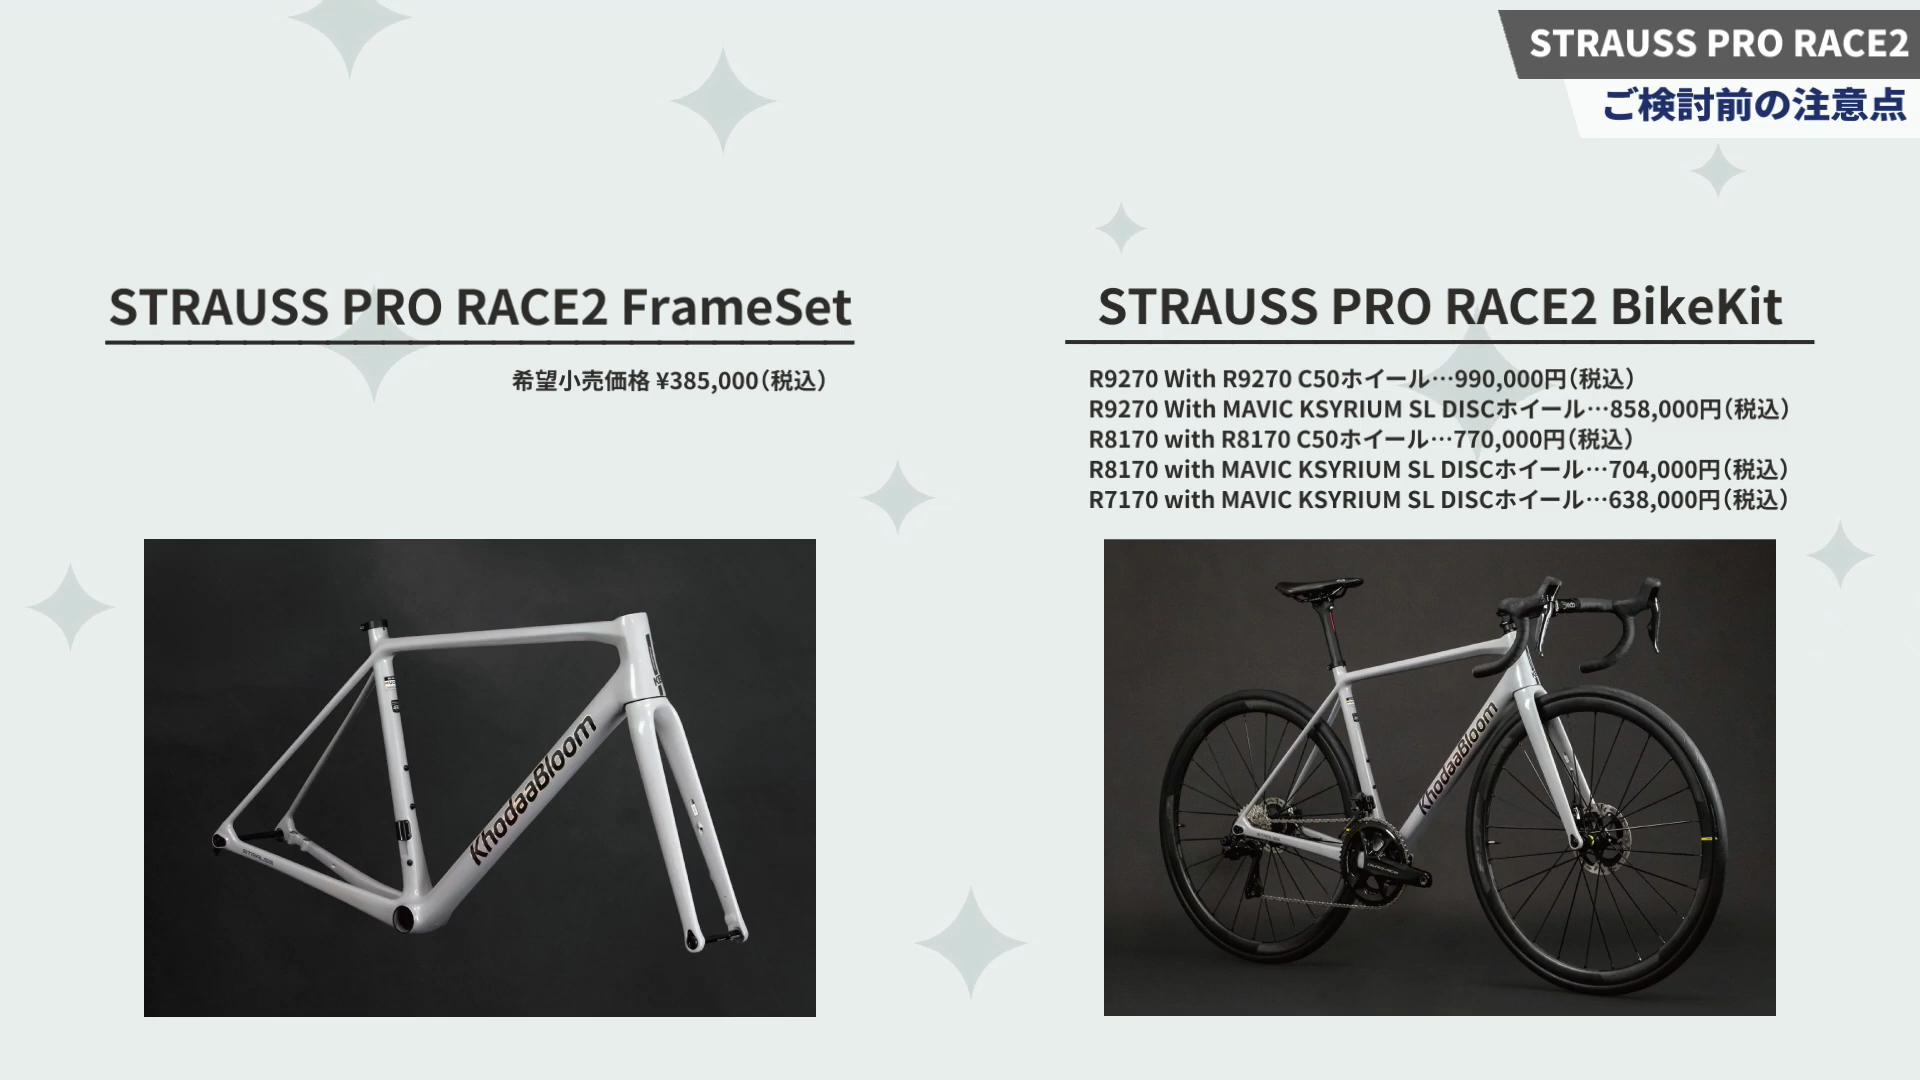 STRAUSS PRO RACE2
ご検討前の注意点
STRAUSS PRO RACE2 FrameSet
希望小売価格 ¥385,000（税込）
STRAUSS PRO RACE2 BikeKit
R9270 With R9270 C50ホイール…990,000円（税込）
R9270 With MAVIC KSYRIUM SL DISCホイール…858,000円（税込）
R8170 with R8170 C50ホイール…770,000円（税込）
R8170 with MAVIC KSYRIUM SL DISCホイール…704,000円（税込）
R7170 with MAVIC KSYRIUM SL DISCホイール…638,000円（税込）
KhodaaBloom
STRAUSS
KhodaaBloom